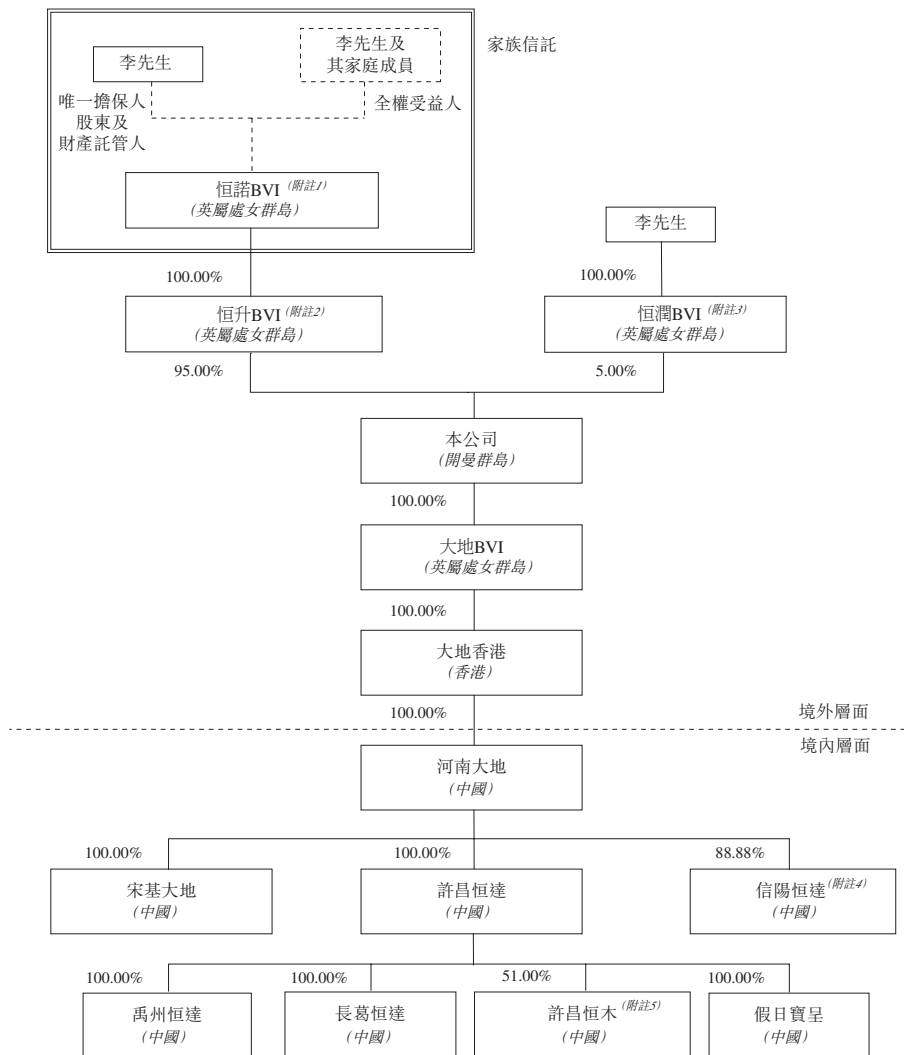 李先生
李先生及
其家庭成員
家族信託
唯一擔保人
股東及
財產託管人
全權受益人
恒諾BVI (附註1)
(英屬處女群島)
李先生
100.00%
100.00%
恒升BVI (附註2)
(英屬處女群島)
恒潤BVI (附註3)
(英屬處女群島)
95.00%
5.00%
本公司
(開曼群島)
100.00%
大地BVI
(英屬處女群島)
100.00%
大地香港
(香港)
100.00%
境外層面
境內層面
河南大地
(中國)
100.00%
100.00%
88.88%
宋基大地
(中國)
許昌恒達
(中國)
信陽恒達(附註4)
(中國)
100.00%
100.00%
51.00%
100.00%
禹州恒達
(中國)
長葛恒達
(中國)
許昌恒木 (附註5)
(中國)
假日寶呈
(中國)